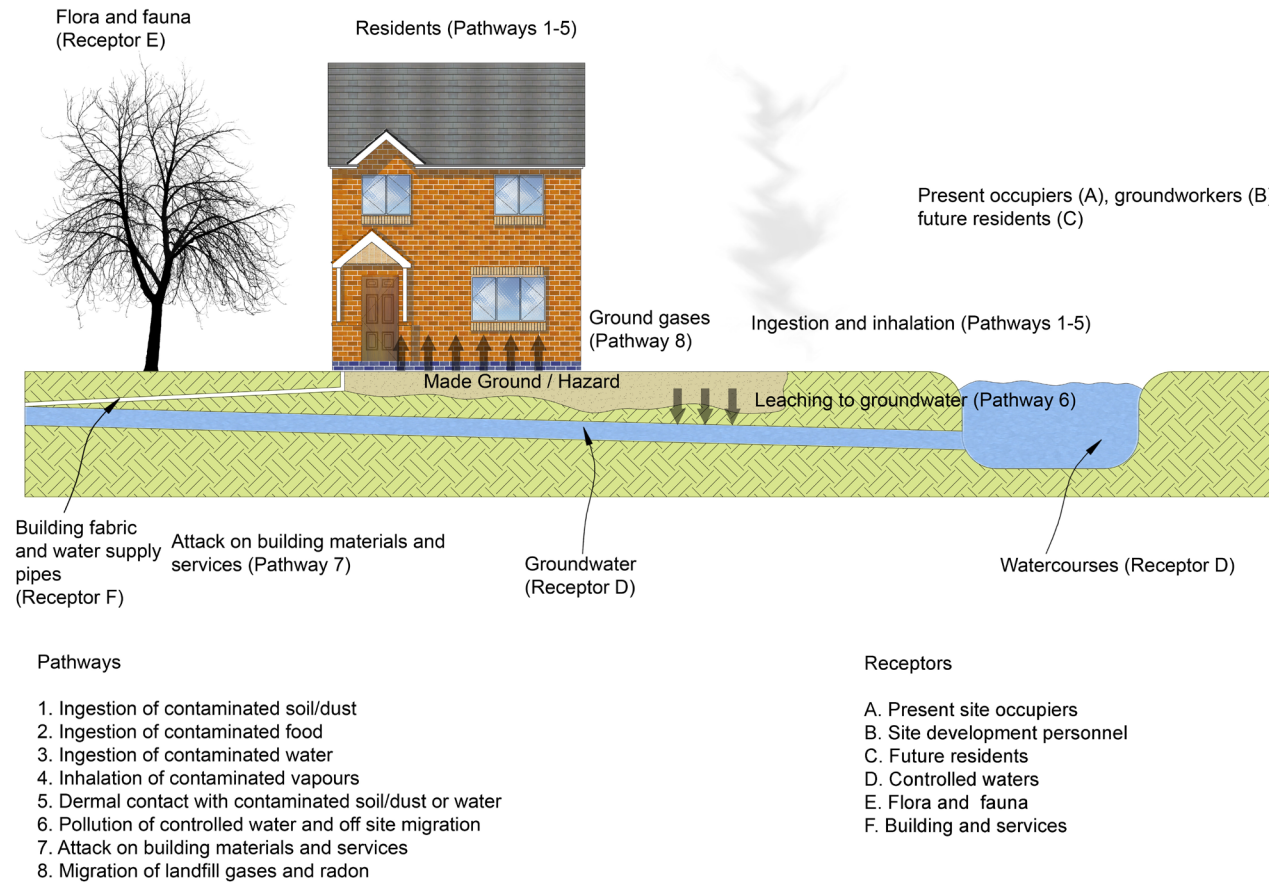 Flora and fauna
(Receptor E)
Residents (Pathways 1-5)
Present occupiers (A), groundworkers (B)
future residents (C)
Ground gases
(Pathway 8)
Ingestion and inhalation (Pathways 1-5)
Made Ground / Hazard
Leaching to groundwater (Pathway 6)
Building fabric
and water supply
pipes
(Receptor F)
Attack on building materials and
services (Pathway 7)
Groundwater
(Receptor D)
Watercourses (Receptor D)
Pathways
1. Ingestion of contaminated soil/dust
2. Ingestion of contaminated food
3. Ingestion of contaminated water
4. Inhalation of contaminated vapours
5. Dermal contact with contaminated soil/dust or water
6. Pollution of controlled water and off site migration
7. Attack on building materials and services
8. Migration of landfill gases and radon
Receptors
A. Present site occupiers
B. Site development personnel
C. Future residents
D. Controlled waters
E. Flora and  fauna
F. Building and services